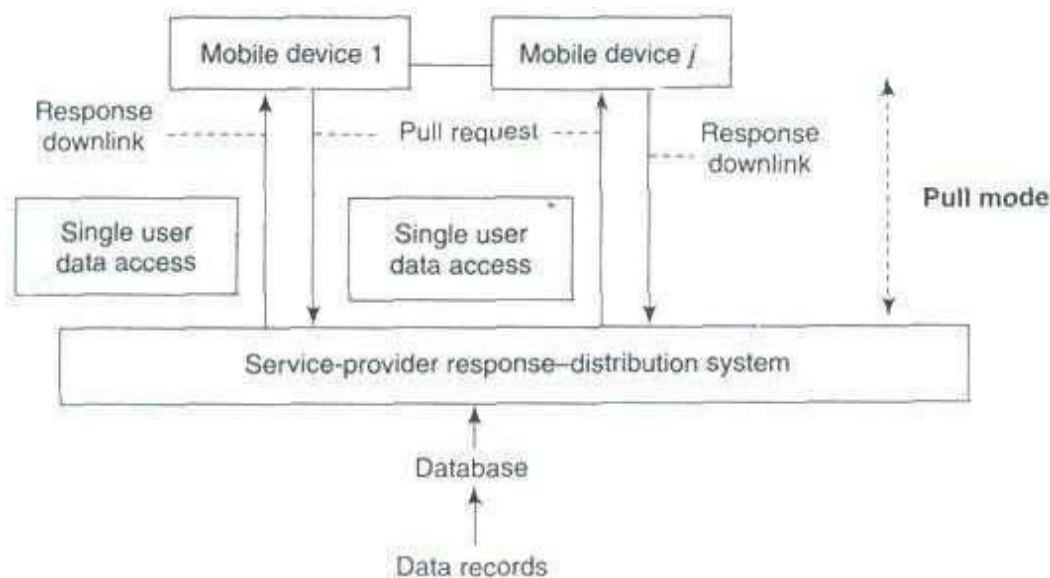 Mobile device 1
Mobile device j
Response
downlink
Pull request
Response
downlink
Pull mode
Single user
data access
Single user
data access
Service-provider response–distribution system
Database
Data records